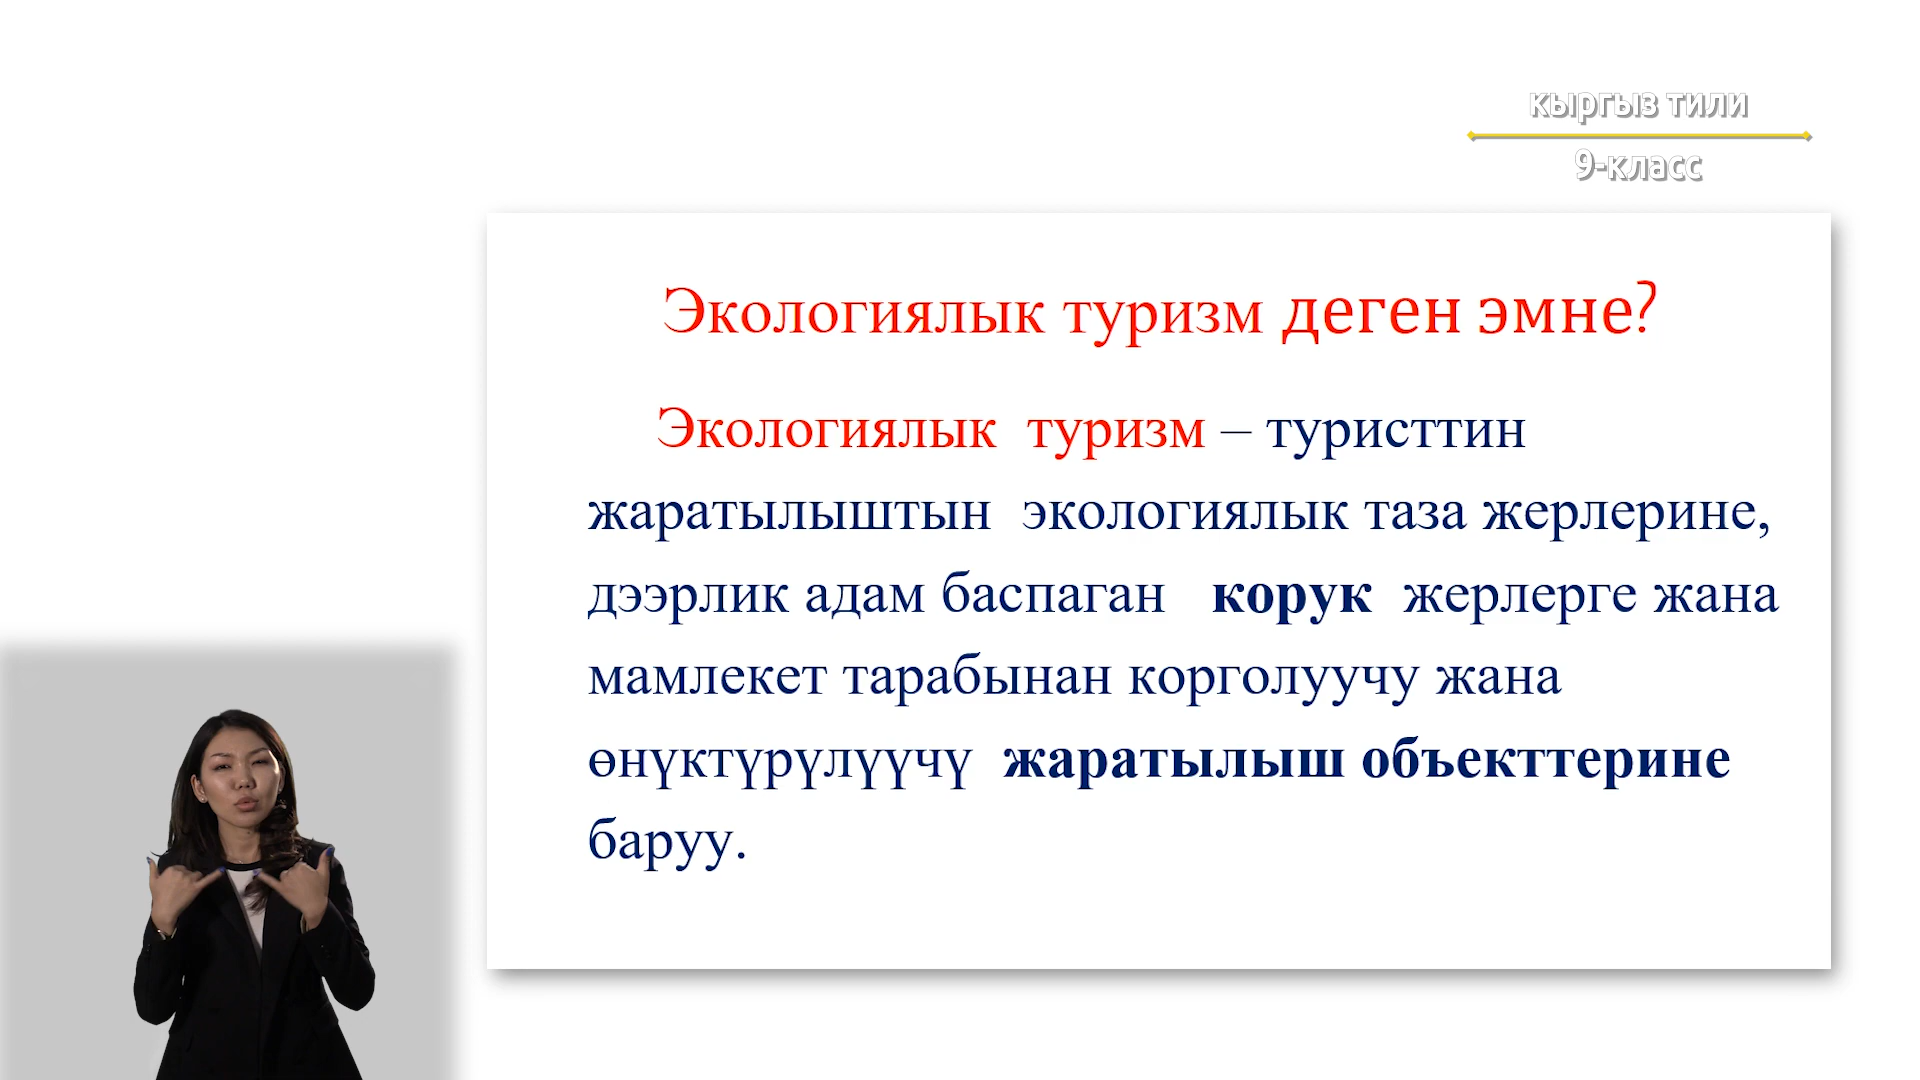 кыргыз тили
9-класс
Экологиялык туризм деген эмне?
Экологиялык туризм – туристтин
жаратылыштын экологиялык таза жерлерине,
дээрлик адам баспаган корук жерлерге жана
мамлекет тарабынан корголуучу жана
өнүктүрүлүүчү жаратылыш объекттерине
баруу.